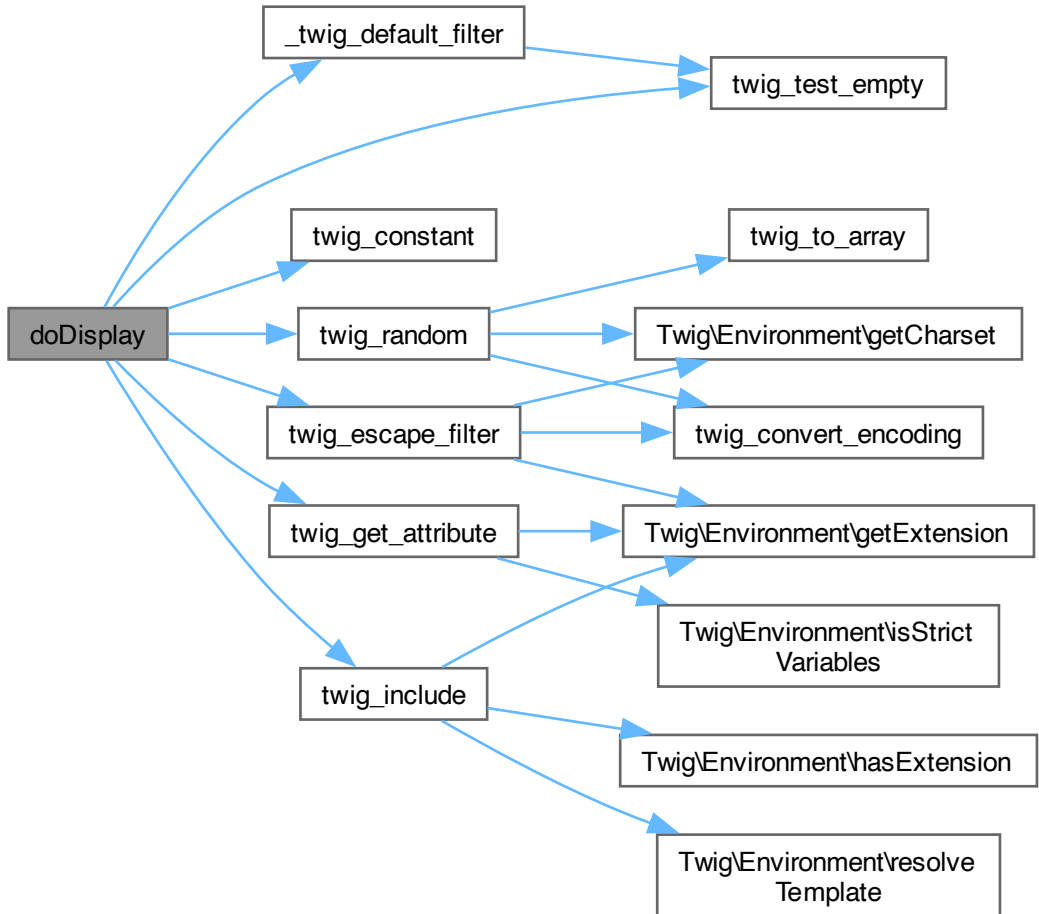 _twig_default_filter
twig_test_empty
twig_constant
twig_to_array
doDisplay
twig_random
Twig\Environment\getCharset
twig_escape_filter
twig_convert_encoding
twig_get_attribute
Twig\Environment\getExtension
Twig\Environment\isStrict
Variables
twig_include
Twig\Environment\hasExtension
Twig\Environment\resolve
Template